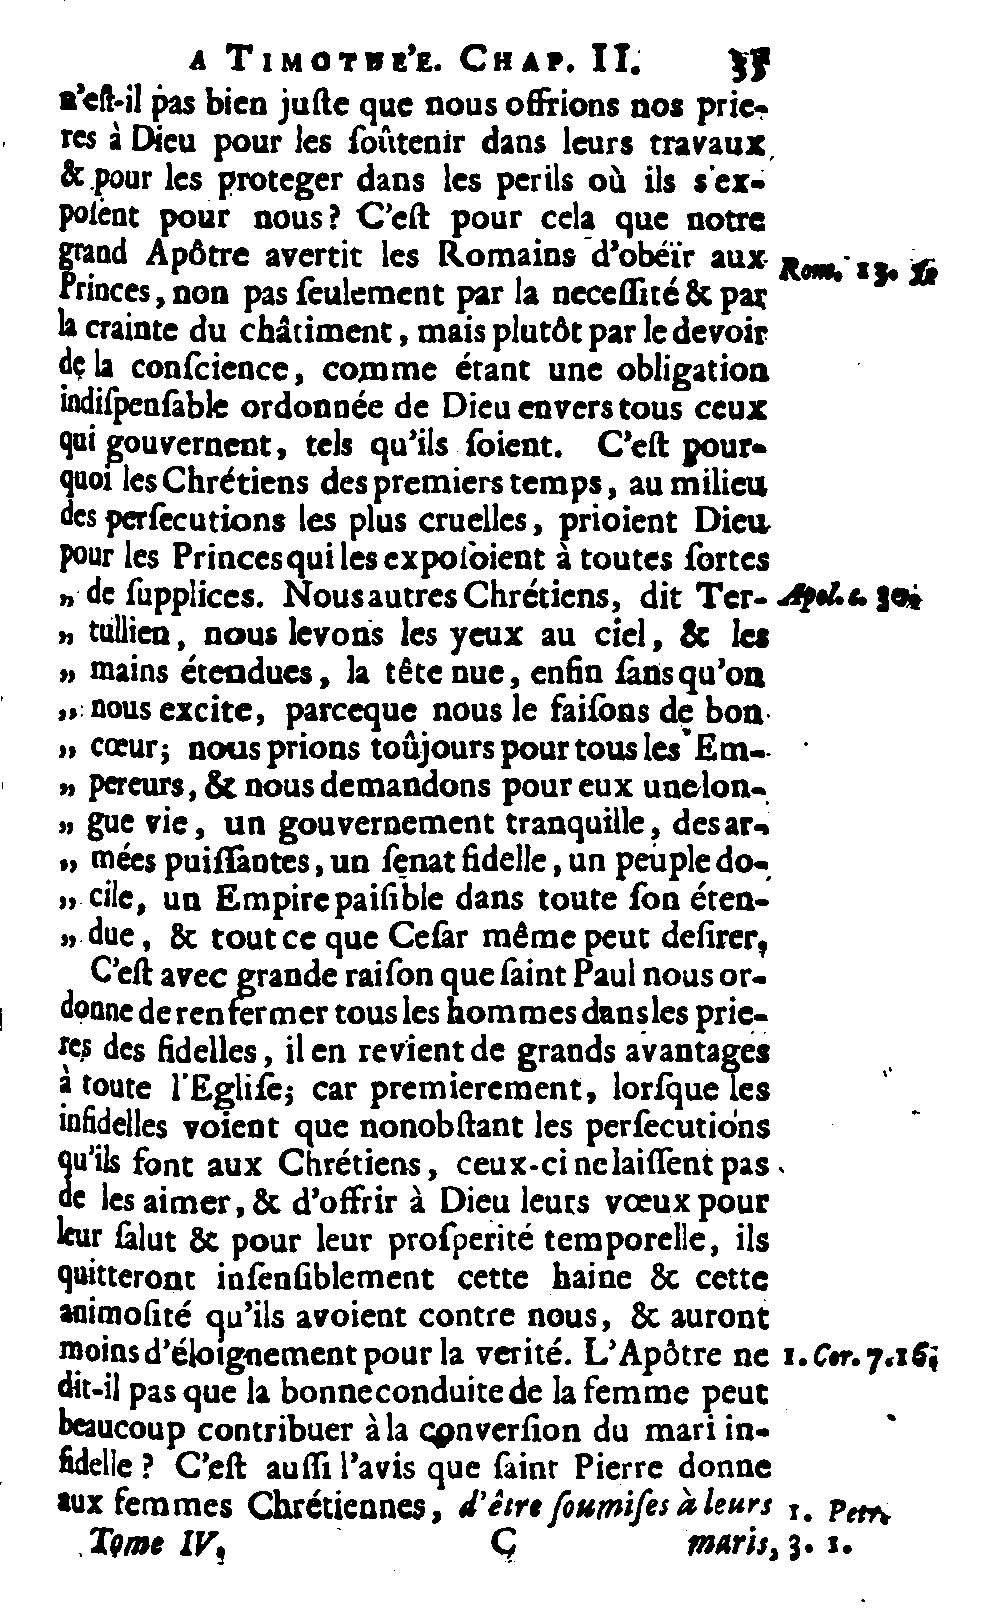 A TIMOTHE'E. CHAP. II. 33
n'eſt-il pas bien juſte que nous offrions nos prie-
res à Dieu pour les ſoûtenir dans leurs travaux,
& pour les proteger dans les perils où ils s'ex-
poſent pour nous? C'eſt pour cela que notre
grand Apôtre avertit les Romains d'obéïr aux Rom. 13.
Princes, non pas ſeulement par la neceſſité & par
la crainte du châtiment, mais plutôt par le devoir
de la conſcience, comme étant une obligation
indiſpenſable ordonnée de Dieu envers tous ceux
qui gouvernent, tels qu'ils ſoient. C'eſt pour-
quoi les Chrétiens des premiers temps, au milieu
des perſecutions les plus cruelles, prioient Dieu
pour les Princes qui les expoſoient à toutes ſortes
„ de ſupplices. Nous autres Chrétiens, dit Ter- Apol. c. 30.
„ tullien, nous levons les yeux au ciel, & les
„ mains étendues, la tête nue, enfin ſans qu'on
„ nous excite, parceque nous le faiſons de bon
„ cœur; nous prions toûjours pour tous les Em-
„ pereurs, & nous demandons pour eux une lon-
„ gue vie, un gouvernement tranquille, des ar-
„ mées puiſſantes, un ſenat fidelle, un peuple do-
„ cile, un Empire paiſible dans toute ſon éten-
„ due, & tout ce que Ceſar même peut deſirer,
C'eſt avec grande raiſon que ſaint Paul nous or-
donne de renfermer tous les hommes dans les prie-
res des fidelles, il en revient de grands avantages
à toute l'Egliſe; car premierement, lorſque les
infidelles voient que nonobſtant les perſecutions
qu'ils font aux Chrétiens, ceux-ci ne laiſſent pas
de les aimer, & d'offrir à Dieu leurs vœux pour
leur ſalut & pour leur proſperité temporelle, ils
quitteront inſenſiblement cette haine & cette
animoſité qu'ils avoient contre nous, & auront
moins d'éloignement pour la verité. L'Apôtre ne 1. Cor. 7. 16.
dit-il pas que la bonne conduite de la femme peut
beaucoup contribuer à la converſion du mari in-
fidelle? C'eſt auſſi l'avis que ſaint Pierre donne
aux femmes Chrétiennes, d'être ſoumiſes à leurs 1. Petr.
Tome IV. C maris, 3. 1.